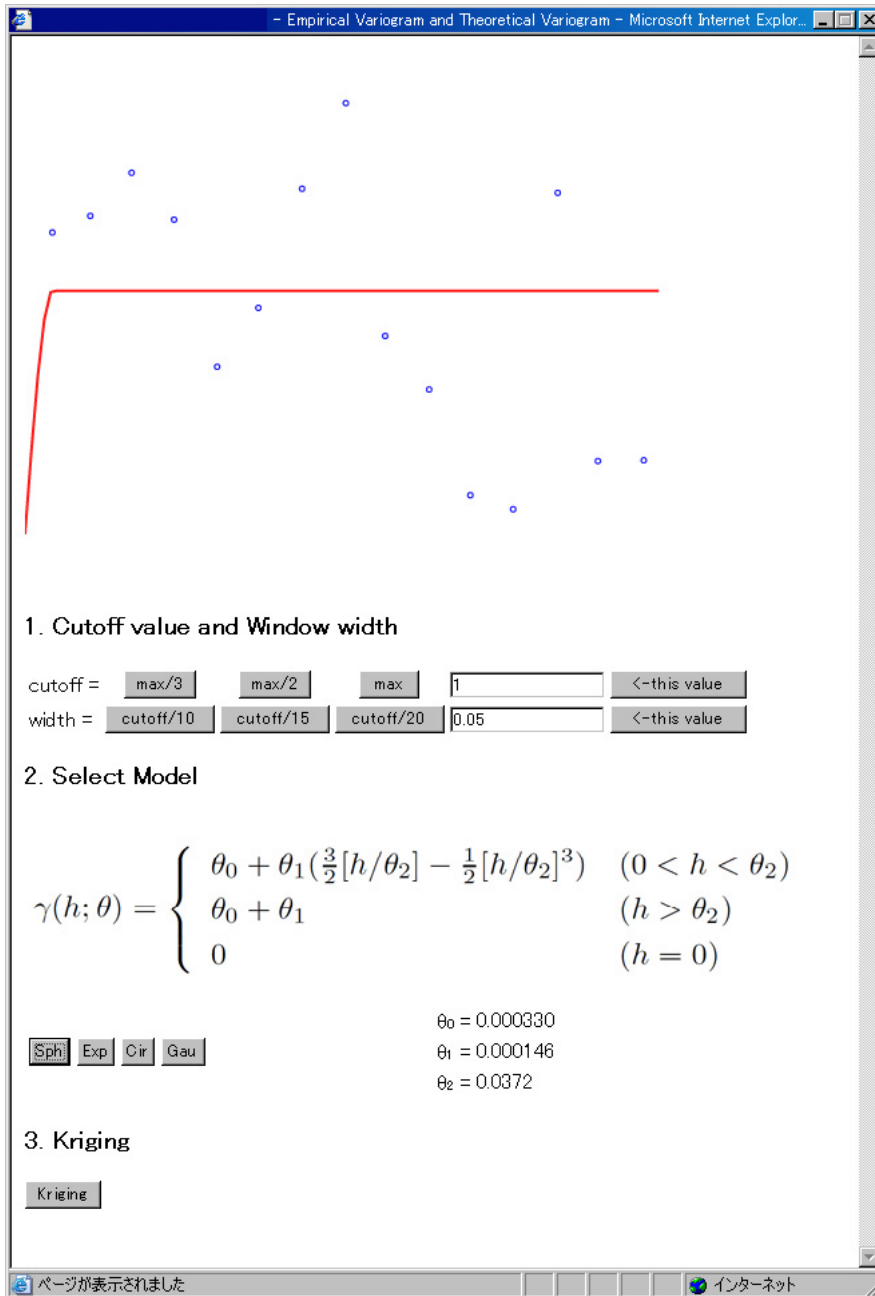 - Empirical Variogram and Theoretical Variogram - Microsoft Internet Explor...
1. Cutoff value and Window width
cutoff = max/3 max/2 max 1 <-this value
width = cutoff/10 cutoff/15 cutoff/20 0.05 <-this value
2. Select Model
γ(h; θ) = { θ₀ + θ₁(3/2[h/θ₂] − 1/2[h/θ₂]³) (0 < h < θ₂)
θ₀ + θ₁ (h > θ₂)
0 (h = 0)
θ₀ = 0.000330
Sph Exp Cir Gau θ₁ = 0.000146
θ₂ = 0.0372
3. Kriging
Kriging
ページが表示されました インターネット